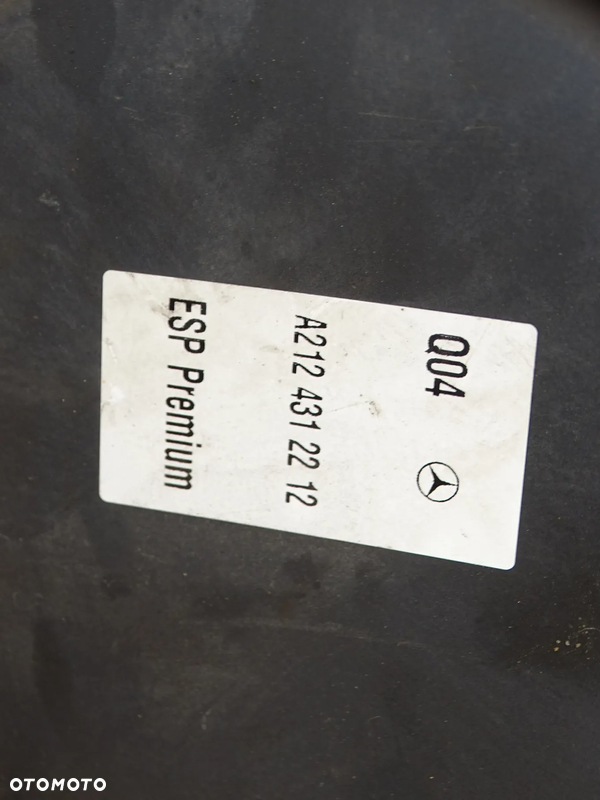 Q04
A212 431 22 12
ESP Premium
OTOMOTO